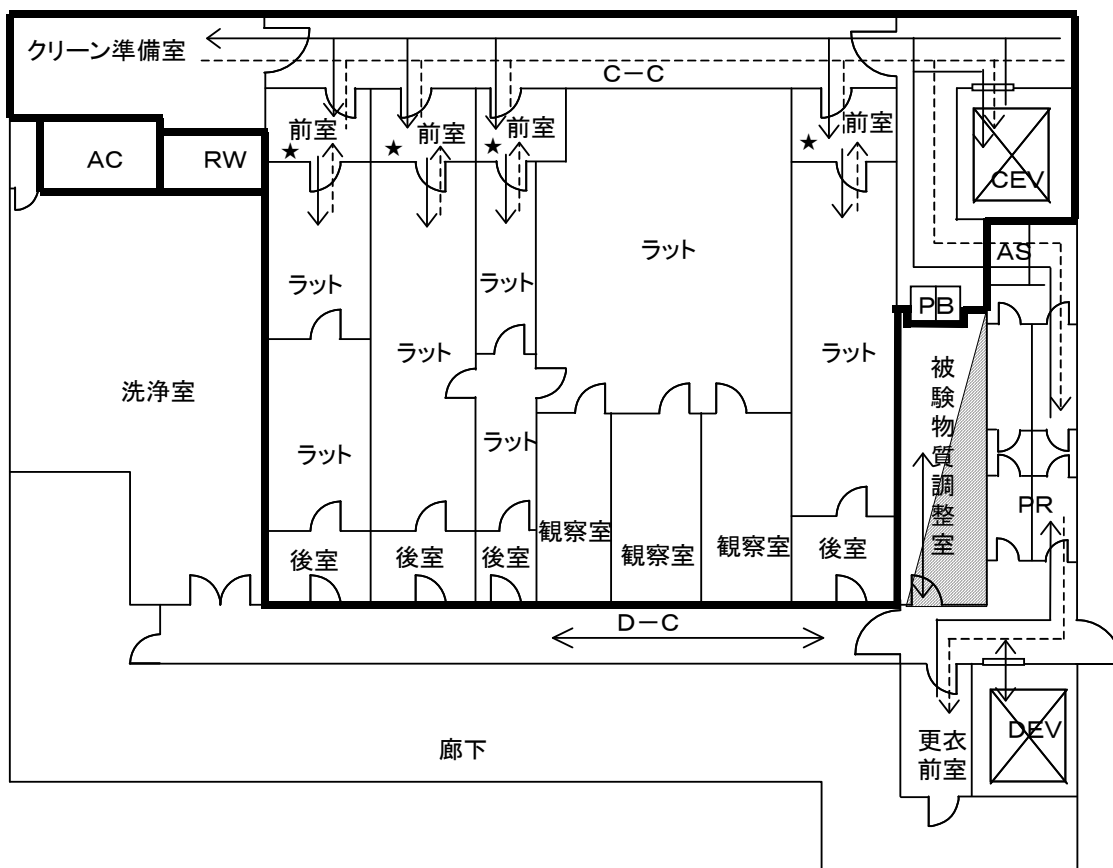 クリーン準備室
C－C
前室
前室
前室
前室
★
★
★
★
AC
RW
CEV
ラット
AS
ラット
ラット
PB
ラット
ラット
洗浄室
被験物質調整室
ラット
ラット
PR
後室
後室
後室
観察室
観察室
観察室
後室
D－C
廊下
更衣
前室
DEV